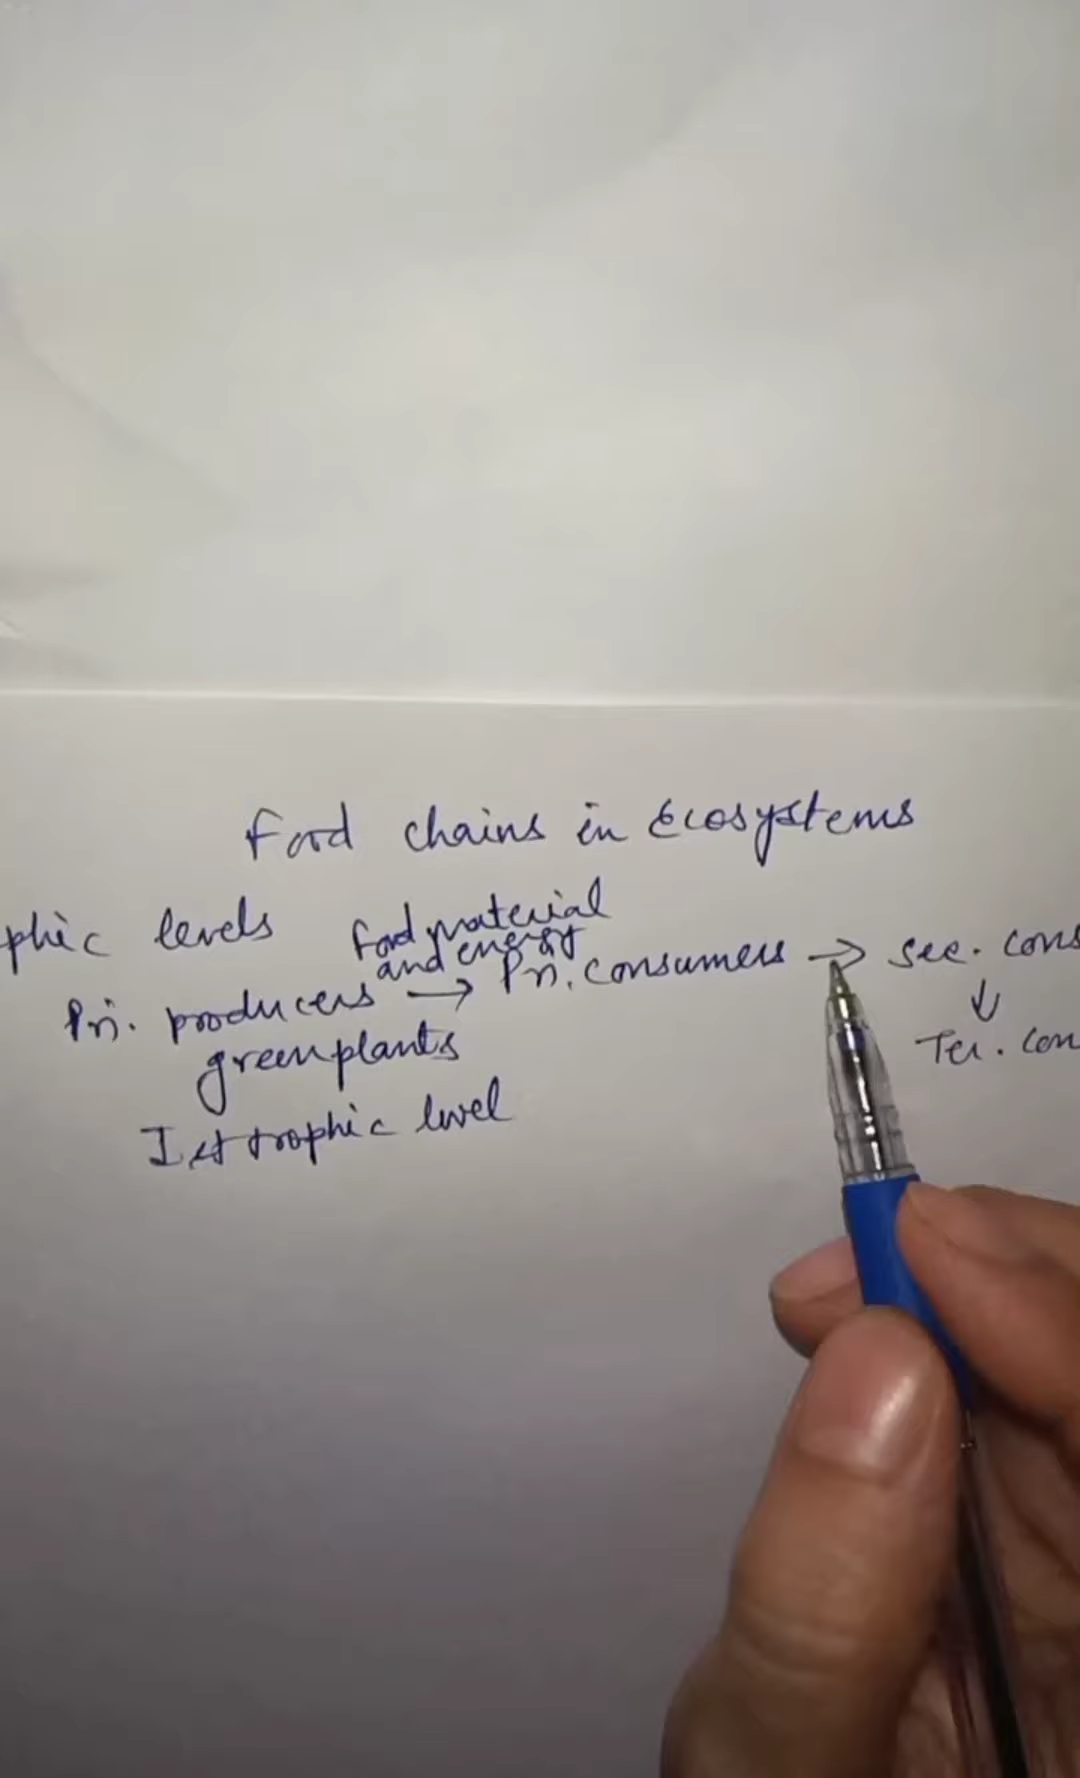 Food chains in Ecosystems
phic levels
Food material
and energy
Pri. producers → Pri. consumers → sec. cons
↓
green plants
Ter. con
Ist trophic level